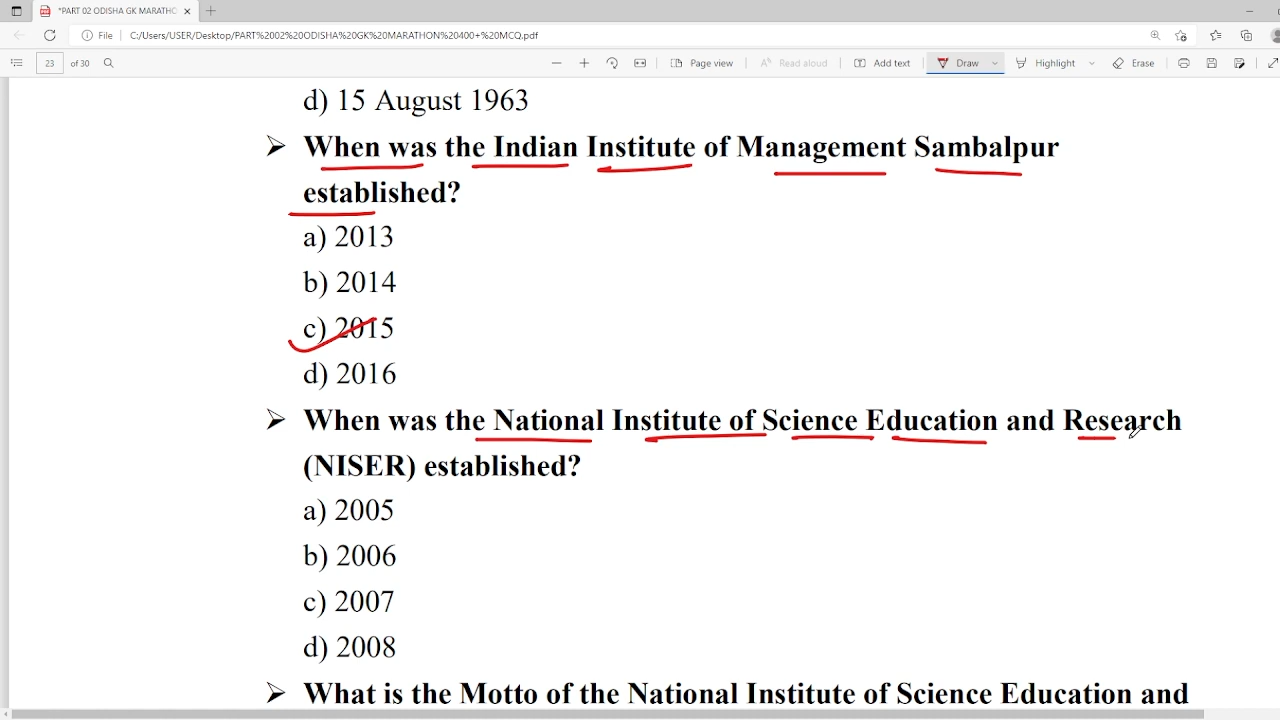 *PART 02 ODISHA GK MARATHO
File C:/Users/USER/Desktop/PART%2002%20ODISHA%20GK%20MARATHON%20400+%20MCQ.pdf
23 of 30 Page view Read aloud Add text Draw Highlight Erase
d) 15 August 1963
➢ When was the Indian Institute of Management Sambalpur
established?
a) 2013
b) 2014
c) 2015
d) 2016
➢ When was the National Institute of Science Education and Research
(NISER) established?
a) 2005
b) 2006
c) 2007
d) 2008
➢ What is the Motto of the National Institute of Science Education and